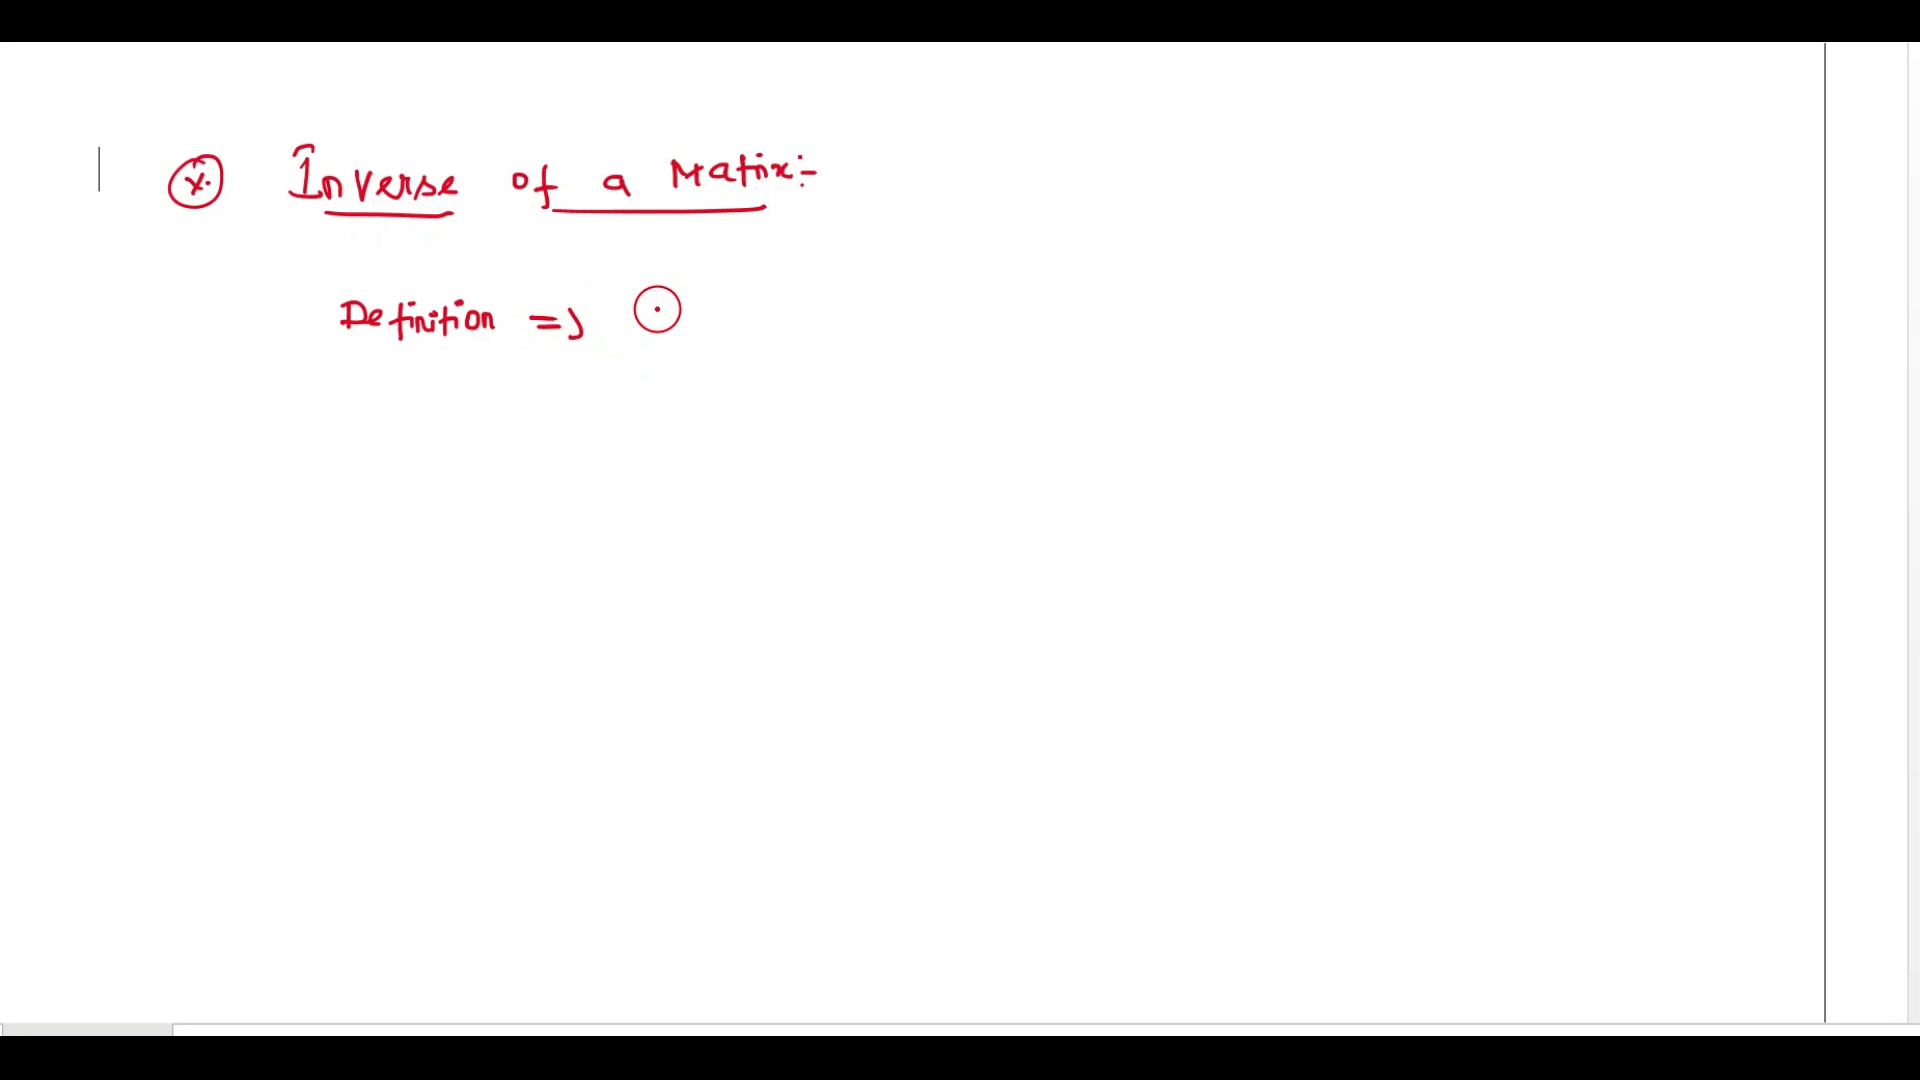 * Inverse of a Matrix:-
Definition =>